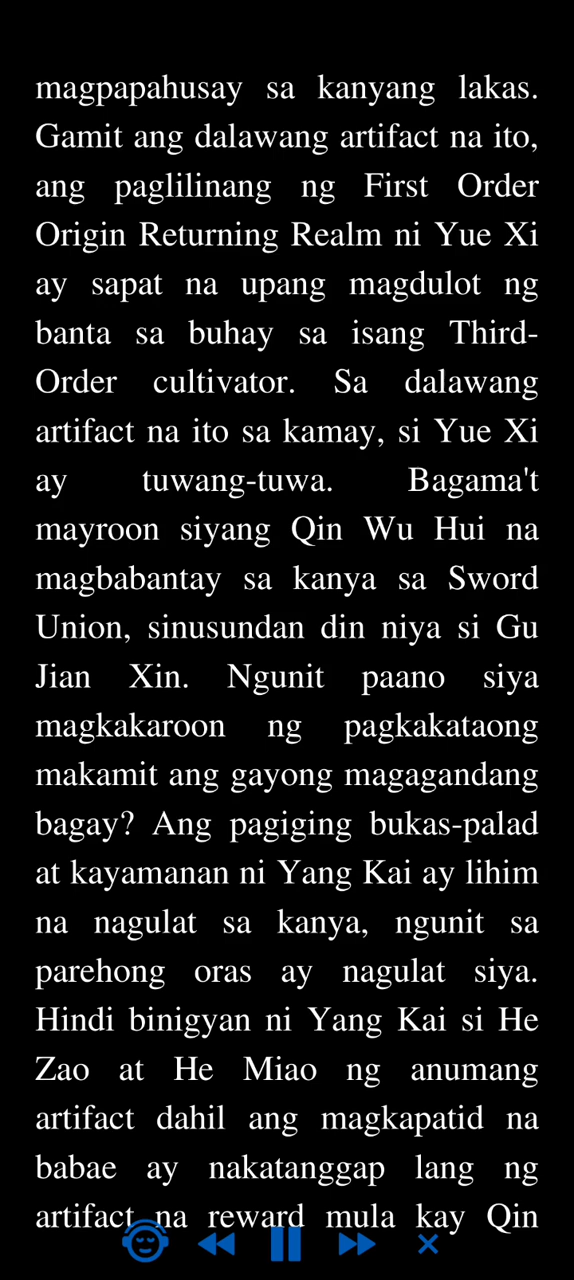 magpapahusay sa kanyang lakas.
Gamit ang dalawang artifact na ito,
ang paglilinang ng First Order
Origin Returning Realm ni Yue Xi
ay sapat na upang magdulot ng
banta sa buhay sa isang Third-
Order cultivator. Sa dalawang
artifact na ito sa kamay, si Yue Xi
ay tuwang-tuwa. Bagama't
mayroon siyang Qin Wu Hui na
magbabantay sa kanya sa Sword
Union, sinusundan din niya si Gu
Jian Xin. Ngunit paano siya
magkakaroon ng pagkakataong
makamit ang gayong magagandang
bagay? Ang pagiging bukas-palad
at kayamanan ni Yang Kai ay lihim
na nagulat sa kanya, ngunit sa
parehong oras ay nagulat siya.
Hindi binigyan ni Yang Kai si He
Zao at He Miao ng anumang
artifact dahil ang magkapatid na
babae ay nakatanggap lang ng
artifact na reward mula kay Qin